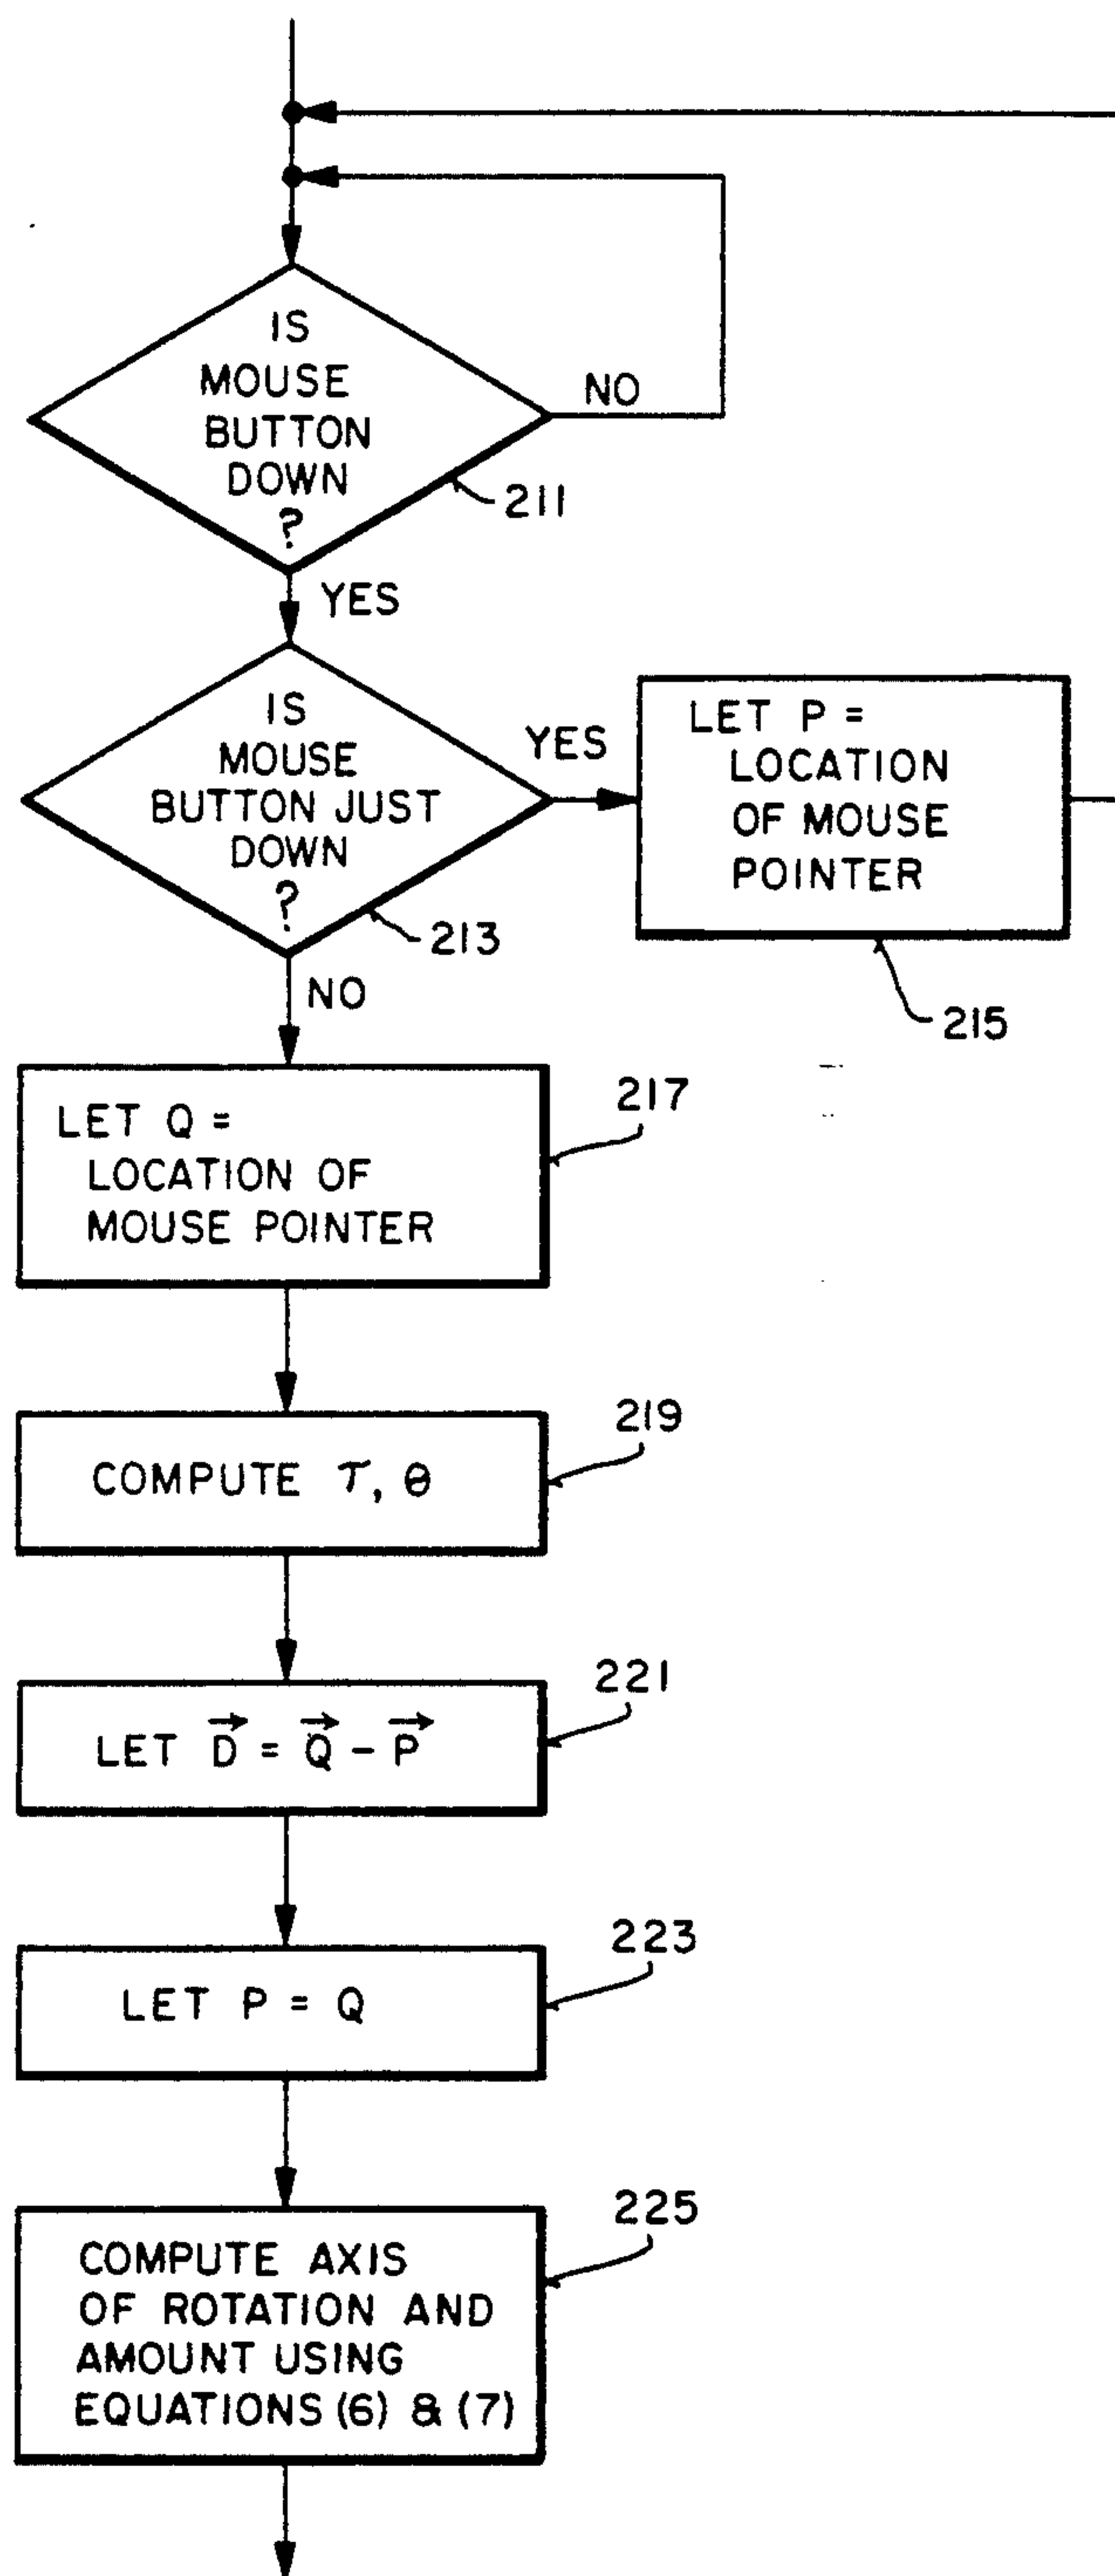 IS
MOUSE
BUTTON
DOWN
?
NO
211
YES
IS
MOUSE
BUTTON JUST
DOWN
?
213
YES
LET P =
LOCATION
OF MOUSE
POINTER
215
NO
LET Q =
LOCATION OF
MOUSE POINTER
217
COMPUTE τ, θ
219
LET D⃗ = Q⃗ - P⃗
221
LET P = Q
223
COMPUTE AXIS
OF ROTATION AND
AMOUNT USING
EQUATIONS (6) & (7)
225